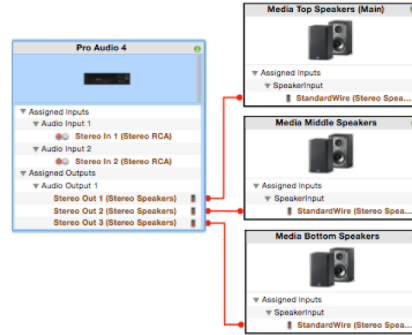 Pro Audio 4
Assigned Inputs
Audio Input 1
Stereo In 1 (Stereo RCA)
Audio Input 2
Stereo In 2 (Stereo RCA)
Assigned Outputs
Audio Output 1
Stereo Out 1 (Stereo Speakers)
Stereo Out 2 (Stereo Speakers)
Stereo Out 3 (Stereo Speakers)
Media Top Speakers (Main)
Assigned Inputs
SpeakerInput
StandardWire (Stereo Spea...
Media Middle Speakers
Assigned Inputs
SpeakerInput
StandardWire (Stereo Spea...
Media Bottom Speakers
Assigned Inputs
SpeakerInput
StandardWire (Stereo Spea...